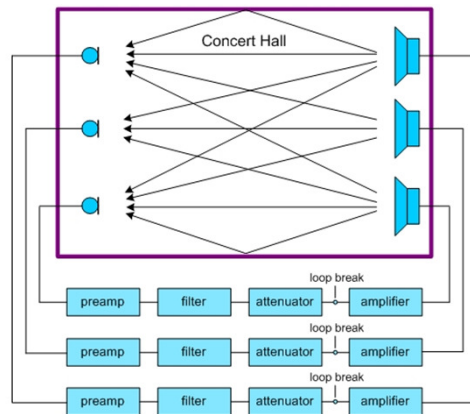 Concert Hall
loop break
preamp filter attenuator amplifier
loop break
preamp filter attenuator amplifier
loop break
preamp filter attenuator amplifier